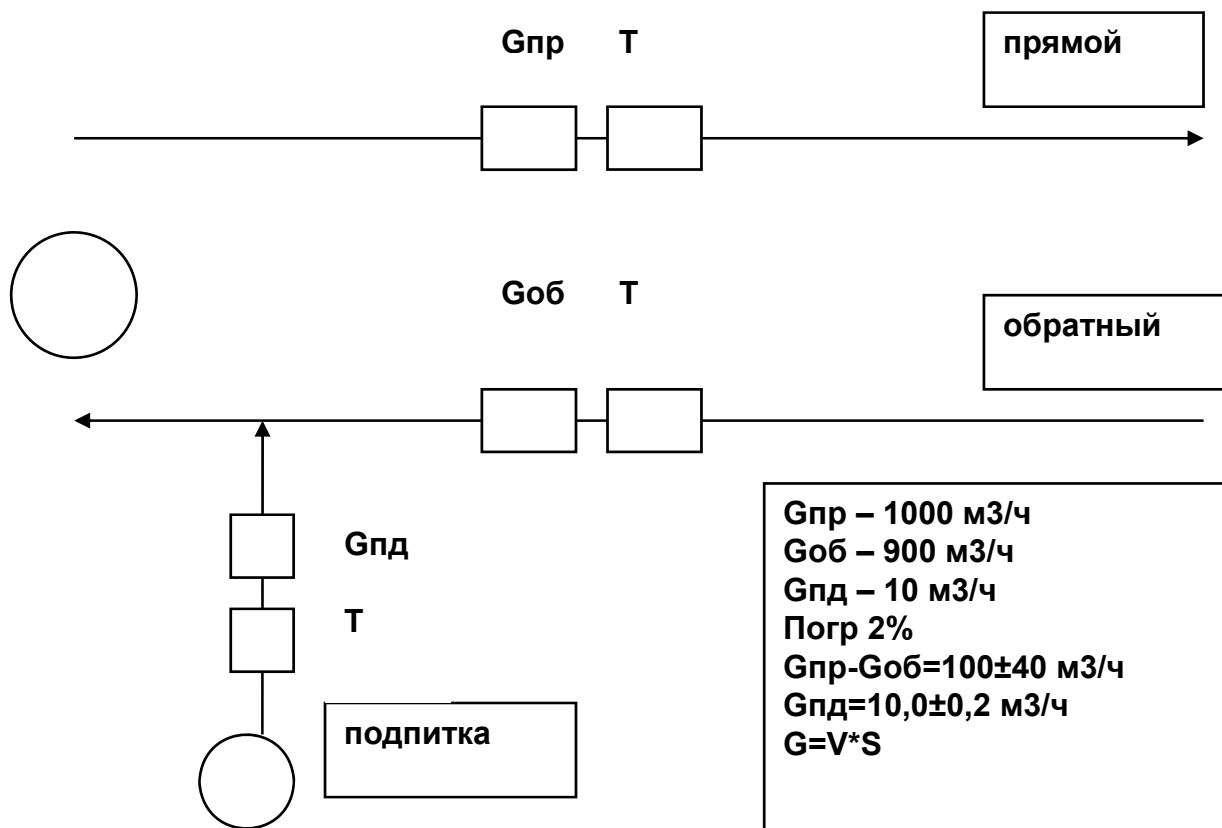 Gпр T
прямой
Gоб T
обратный
Gпд
T
подпитка
Gпр – 1000 м3/ч
Gоб – 900 м3/ч
Gпд – 10 м3/ч
Погр 2%
Gпр-Gоб=100±40 м3/ч
Gпд=10,0±0,2 м3/ч
G=V*S